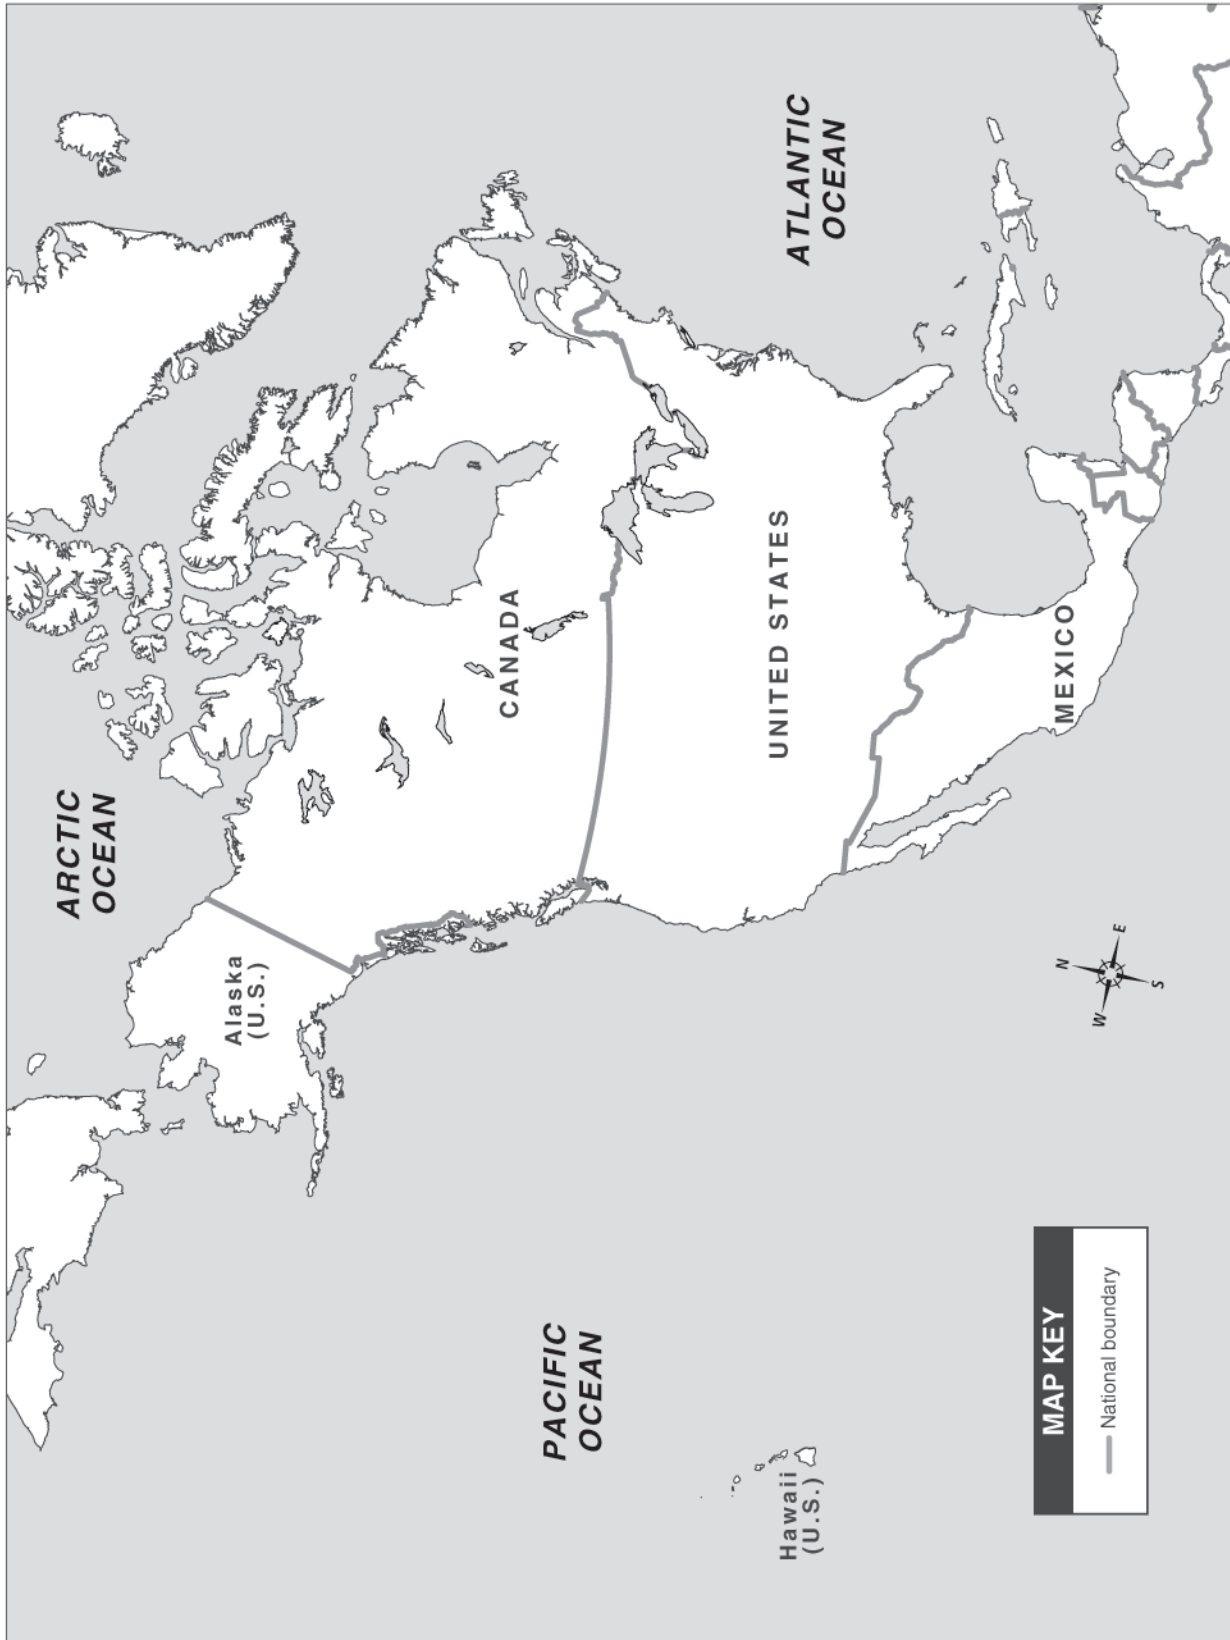 ARCTIC
OCEAN
Alaska
(U.S.)
CANADA
PACIFIC
OCEAN
UNITED STATES
ATLANTIC
OCEAN
Hawaii
(U.S.)
MEXICO
N
W
E
S
MAP KEY
National boundary